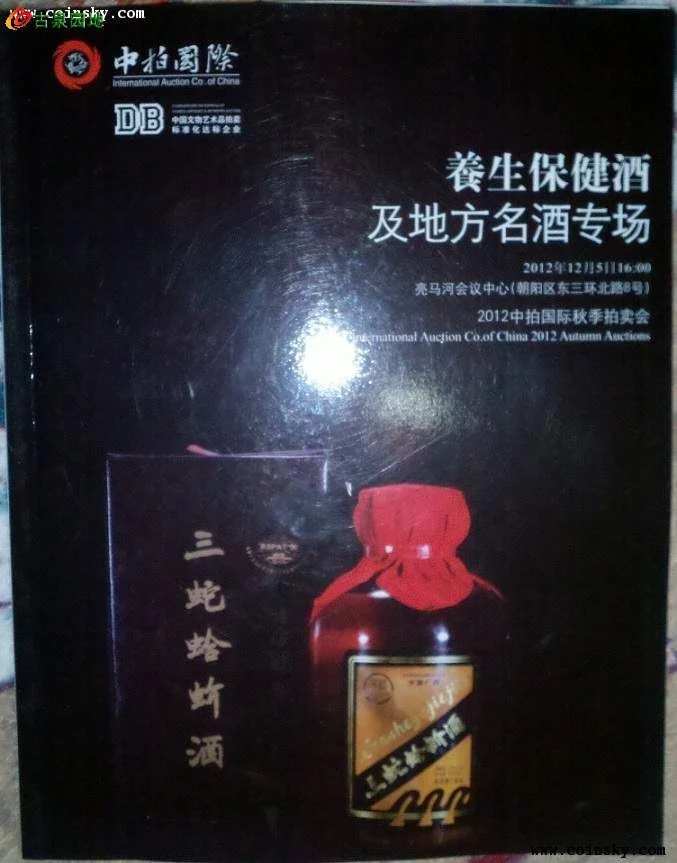 www.coinsky.com
古泉园地
中拍国際
International Auction Co.of China
DB
中国文物艺术品拍卖
标准化达标企业
養生保健酒
及地方名酒专场
2012年12月5日16:00
亮马河会议中心(朝阳区东三环北路8号)
2012中拍国际秋季拍卖会
International Auction Co.of China 2012 Autumn Auctions
三蛇蛤蚧酒
三蛇蛤蚧酒
www.coinsky.com